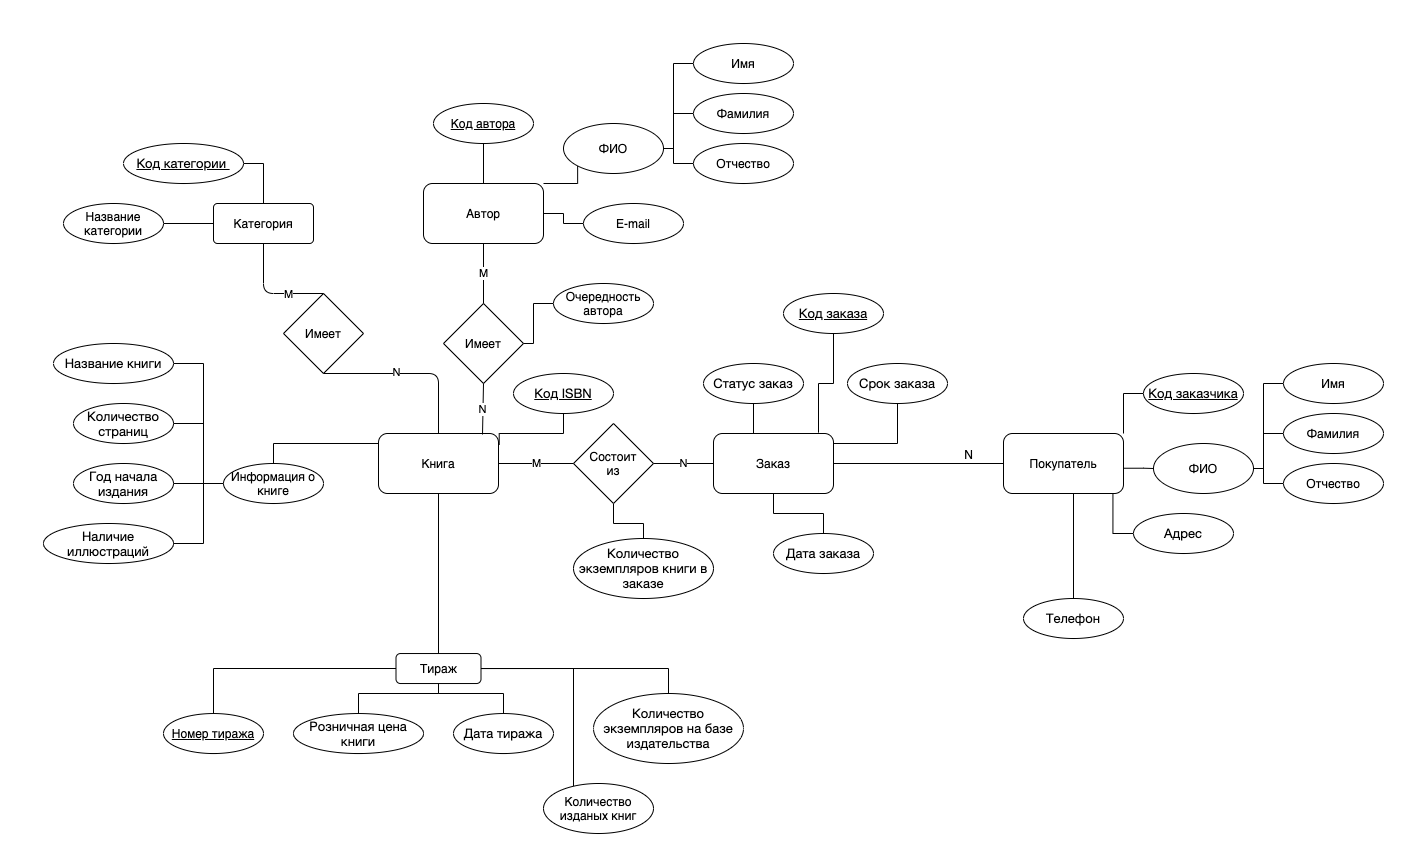 Имя
Фамилия
Отчество
ФИО
Код автора
Автор
E-mail
Код категории
Название
категории
Категория
M
Имеет
N
M
Имеет
N
Очередность
автора
Название книги
Количество
страниц
Год начала
издания
Наличие
иллюстраций
Информация о
книге
Код ISBN
Книга
M
Состоит
из
N
Количество
экземпляров книги в
заказе
Код заказа
Статус заказ
Срок заказа
Заказ
Дата заказа
N
Покупатель
Код заказчика
ФИО
Имя
Фамилия
Отчество
Адрес
Телефон
Тираж
Номер тиража
Розничная цена
книги
Дата тиража
Количество
экземпляров на базе
издательства
Количество
изданых книг